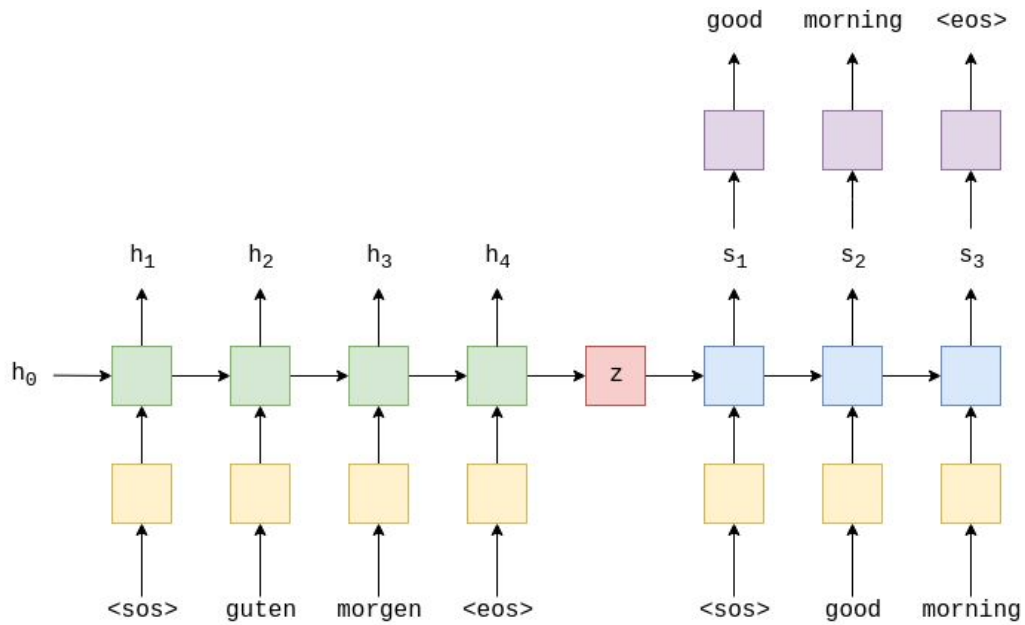 good morning <eos>
h₁ h₂ h₃ h₄ s₁ s₂ s₃
h₀ z
<sos> guten morgen <eos> <sos> good morning